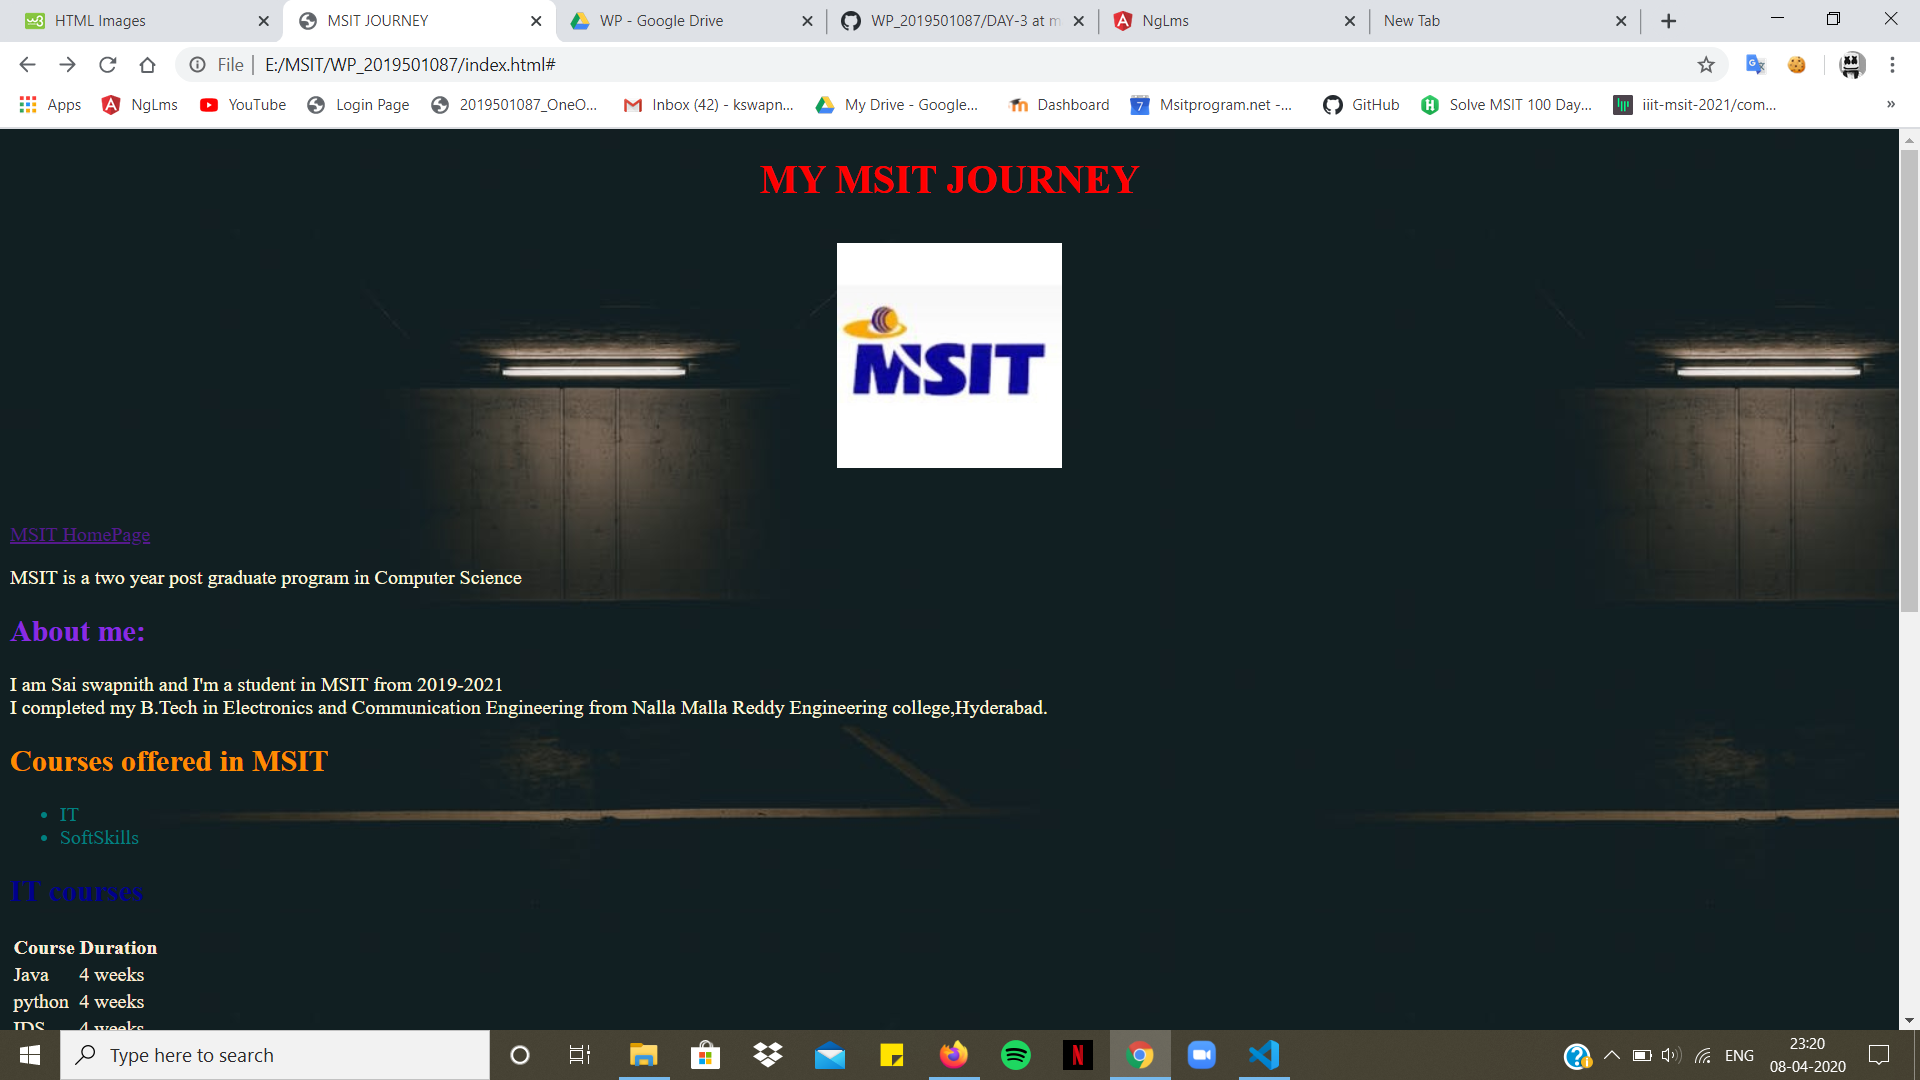 HTML Images
MSIT JOURNEY
WP - Google Drive
WP_2019501087/DAY-3 at m
NgLms
New Tab
File
E:/MSIT/WP_2019501087/index.html#
Apps
NgLms
YouTube
Login Page
2019501087_OneO...
Inbox (42) - kswapn...
My Drive - Google...
7
Msitprogram.net -...
GitHub
Solve MSIT 100 Day...
iiit-msit-2021/com...
»
MY MSIT JOURNEY
MSIT
MSIT HomePage
MSIT is a two year post graduate program in Computer Science
About me:
I am Sai swapnith and I'm a student in MSIT from 2019-2021
I completed my B.Tech in Electronics and Communication Engineering from Nalla Malla Reddy Engineering college,Hyderabad.
Courses offered in MSIT
• IT
• SoftSkills
IT courses
Course Duration
Java 4 weeks
python 4 weeks
IDS 4 weeks
Type here to search
ENG
23:20
08-04-2020